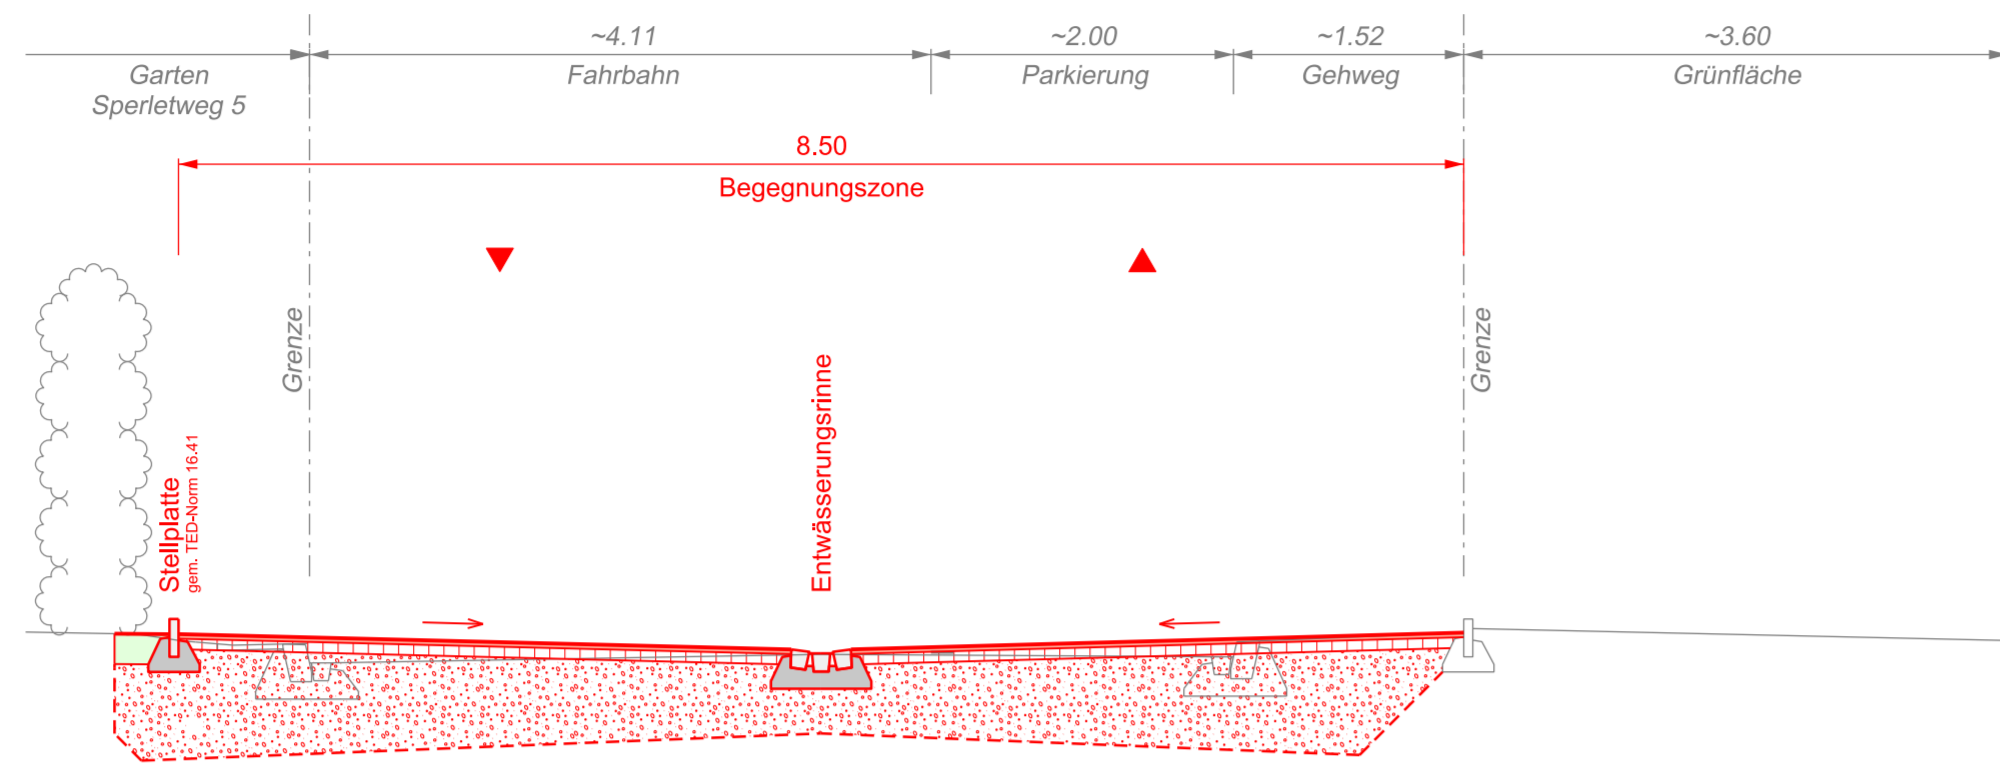 ~4.11
~2.00
~1.52
~3.60
Garten
Sperletweg 5
Fahrbahn
Parkierung
Gehweg
Grünfläche
8.50
Begegnungszone
Grenze
Grenze
Entwässerungsrinne
Stellplatte
gem. TED-Norm 16.41